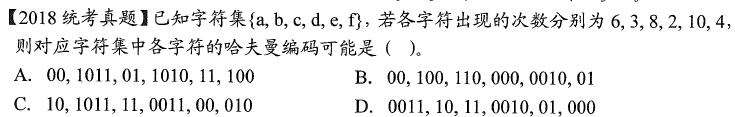 【2018 统考真题】已知字符集{a, b, c, d, e, f}，若各字符出现的次数分别为 6, 3, 8, 2, 10, 4,
则对应字符集中各字符的哈夫曼编码可能是（ ）。
A. 00, 1011, 01, 1010, 11, 100 B. 00, 100, 110, 000, 0010, 01
C. 10, 1011, 11, 0011, 00, 010 D. 0011, 10, 11, 0010, 01, 000